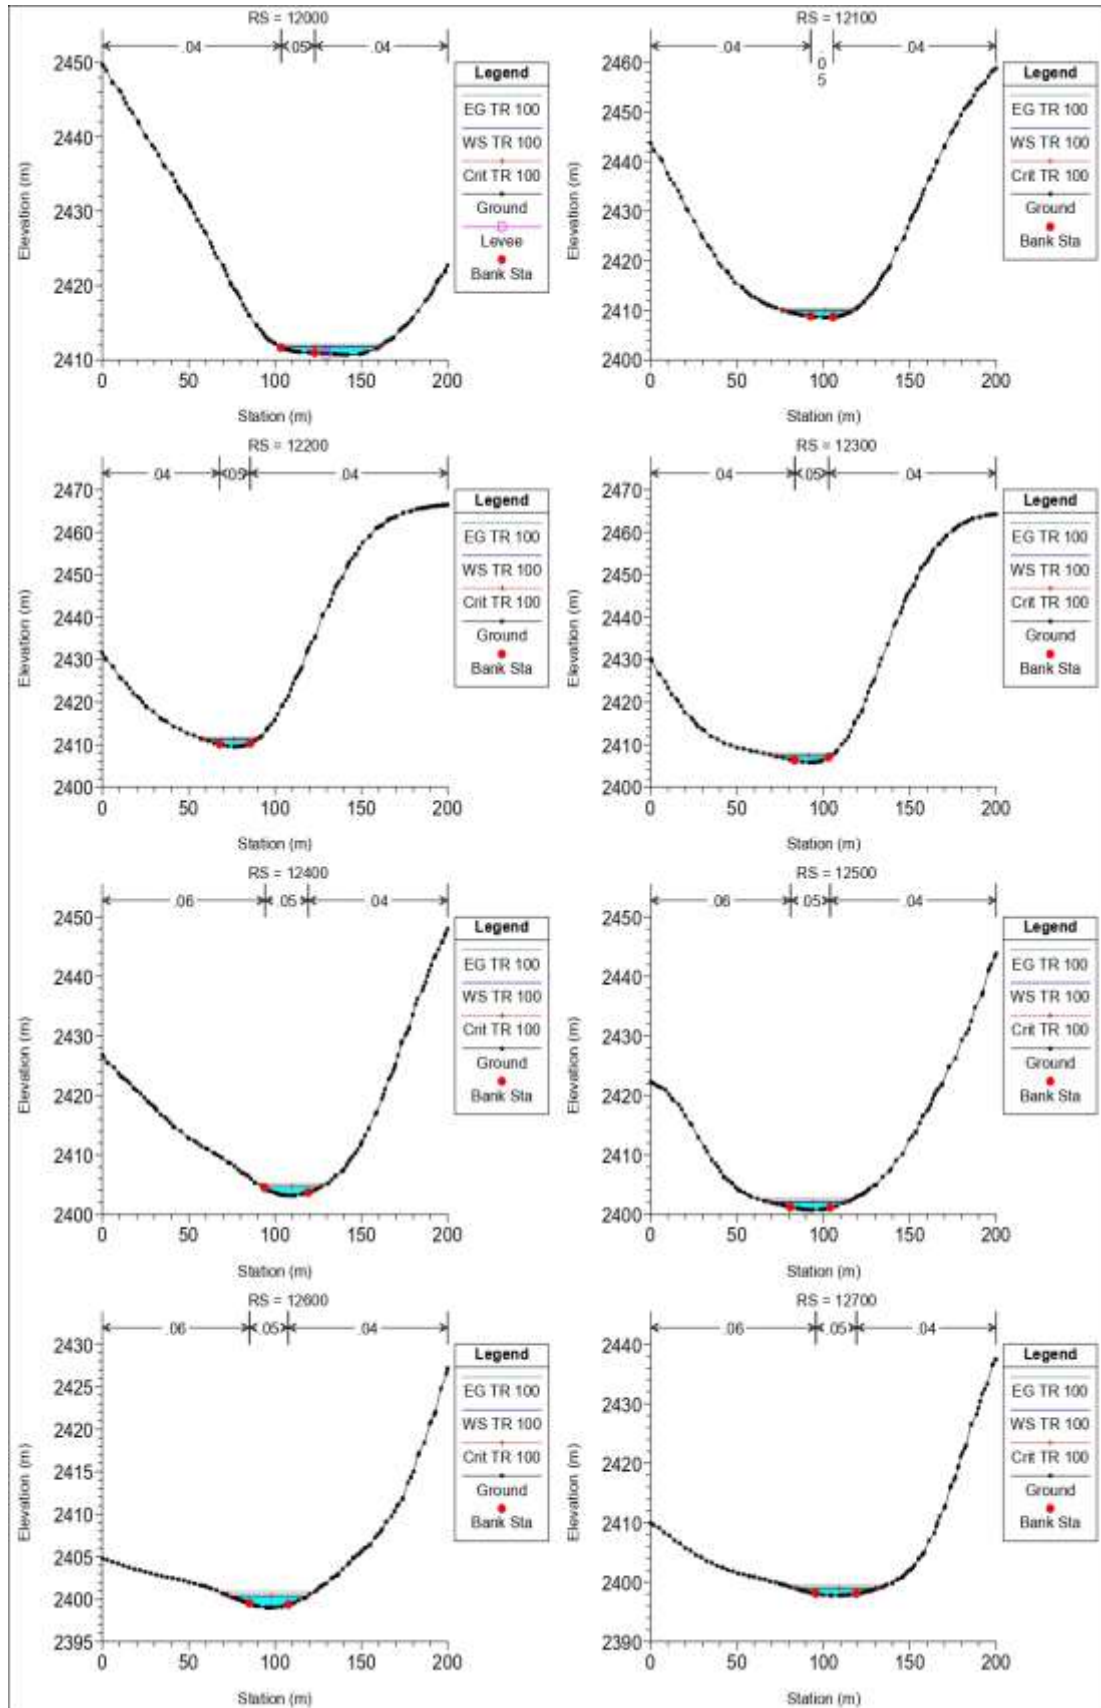 RS = 12000
.04 .05 .04
Elevation (m)
2450
2440
2430
2420
2410
0 50 100 150 200
Station (m)
Legend
EG TR 100
WS TR 100
Crit TR 100
Ground
Levee
Bank Sta
RS = 12100
.04 .05 .04
Elevation (m)
2460
2450
2440
2430
2420
2410
2400
0 50 100 150 200
Station (m)
Legend
EG TR 100
WS TR 100
Crit TR 100
Ground
Bank Sta
RS = 12200
.04 .05 .04
Elevation (m)
2470
2460
2450
2440
2430
2420
2410
2400
0 50 100 150 200
Station (m)
Legend
EG TR 100
WS TR 100
Crit TR 100
Ground
Bank Sta
RS = 12300
.04 .05 .04
Elevation (m)
2470
2460
2450
2440
2430
2420
2410
2400
0 50 100 150 200
Station (m)
Legend
EG TR 100
WS TR 100
Crit TR 100
Ground
Bank Sta
RS = 12400
.06 .05 .04
Elevation (m)
2450
2440
2430
2420
2410
2400
0 50 100 150 200
Station (m)
Legend
EG TR 100
WS TR 100
Crit TR 100
Ground
Bank Sta
RS = 12500
.06 .05 .04
Elevation (m)
2450
2440
2430
2420
2410
2400
0 50 100 150 200
Station (m)
Legend
EG TR 100
WS TR 100
Crit TR 100
Ground
Bank Sta
RS = 12600
.06 .05 .04
Elevation (m)
2430
2425
2420
2415
2410
2405
2400
2395
0 50 100 150 200
Station (m)
Legend
EG TR 100
WS TR 100
Crit TR 100
Ground
Bank Sta
RS = 12700
.06 .05 .04
Elevation (m)
2440
2430
2420
2410
2400
2390
0 50 100 150 200
Station (m)
Legend
EG TR 100
WS TR 100
Crit TR 100
Ground
Bank Sta